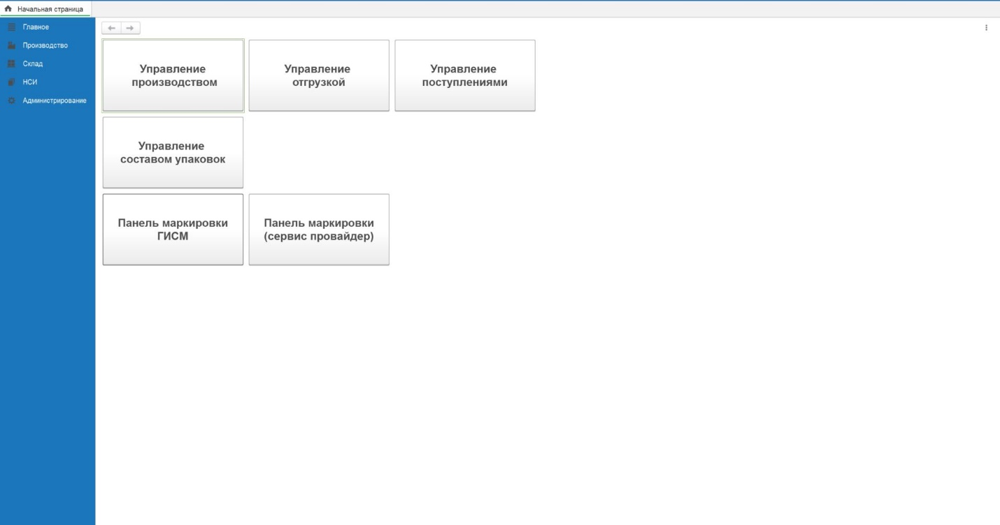 Начальная страница
Главное
Производство
Склад
НСИ
Администрирование
Управление
производством
Управление
отгрузкой
Управление
поступлениями
Управление
составом упаковок
Панель маркировки
ГИСМ
Панель маркировки
(сервис провайдер)